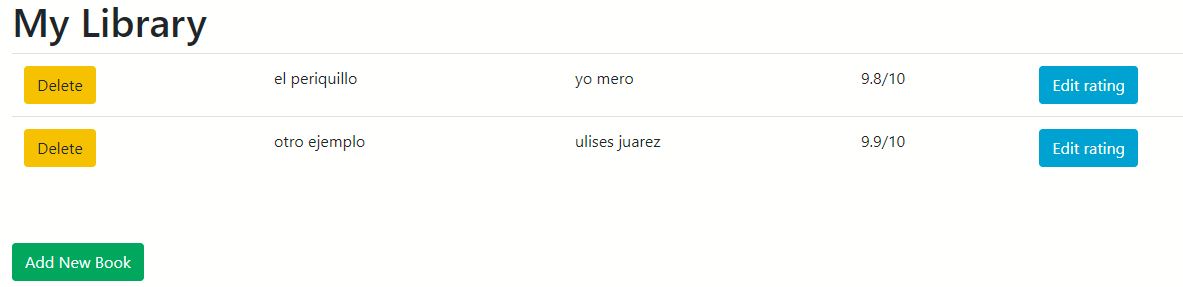 My Library
Delete el periquillo yo mero 9.8/10 Edit rating
Delete otro ejemplo ulises juarez 9.9/10 Edit rating
Add New Book